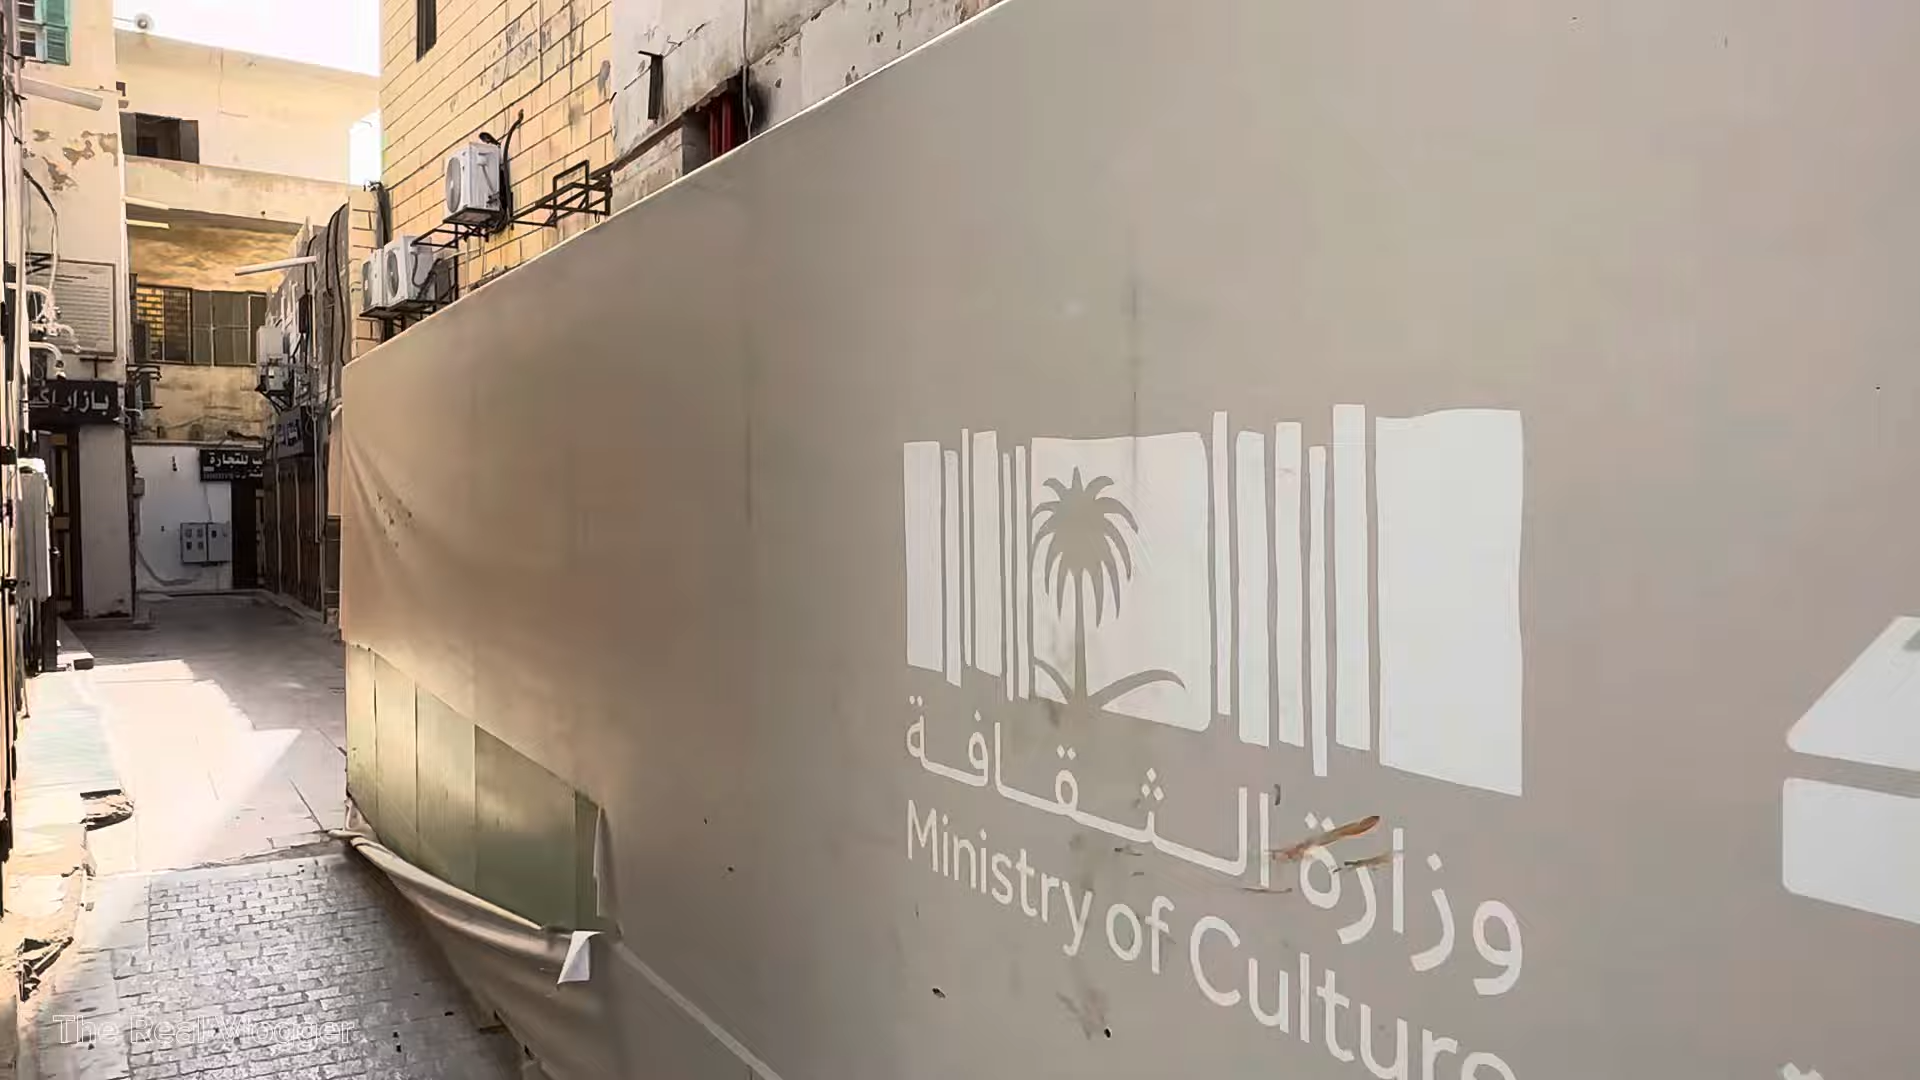 وزارة الثقافة
Ministry of Culture
بازار
للتجارة
The Real Vlogger